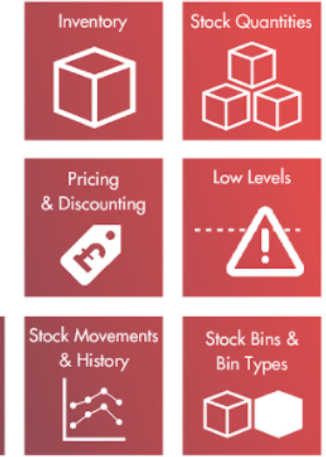 Inventory
Stock Quantities
Pricing
& Discounting
£
Low Levels
!
Stock Movements
& History
Stock Bins &
Bin Types